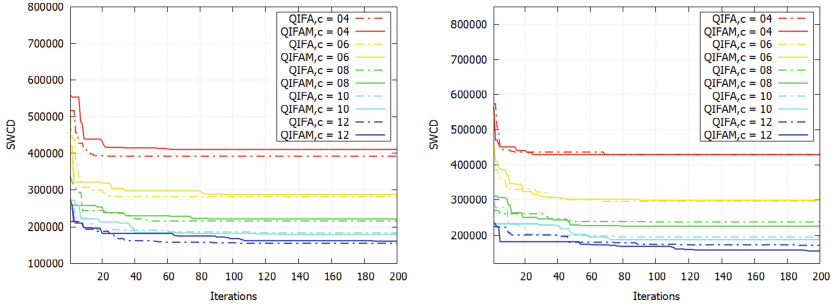 800000
700000
600000
500000
400000
300000
200000
100000
SWCD
QIFA,c = 04
QIFAM,c = 04
QIFA,c = 06
QIFAM,c = 06
QIFA,c = 08
QIFAM,c = 08
QIFA,c = 10
QIFAM,c = 10
QIFA,c = 12
QIFAM,c = 12
20 40 60 80 100 120 140 160 180 200
Iterations
800000
700000
600000
500000
400000
300000
200000
SWCD
QIFA,c = 04
QIFAM,c = 04
QIFA,c = 06
QIFAM,c = 06
QIFA,c = 08
QIFAM,c = 08
QIFA,c = 10
QIFAM,c = 10
QIFA,c = 12
QIFAM,c = 12
20 40 60 80 100 120 140 160 180 200
Iterations